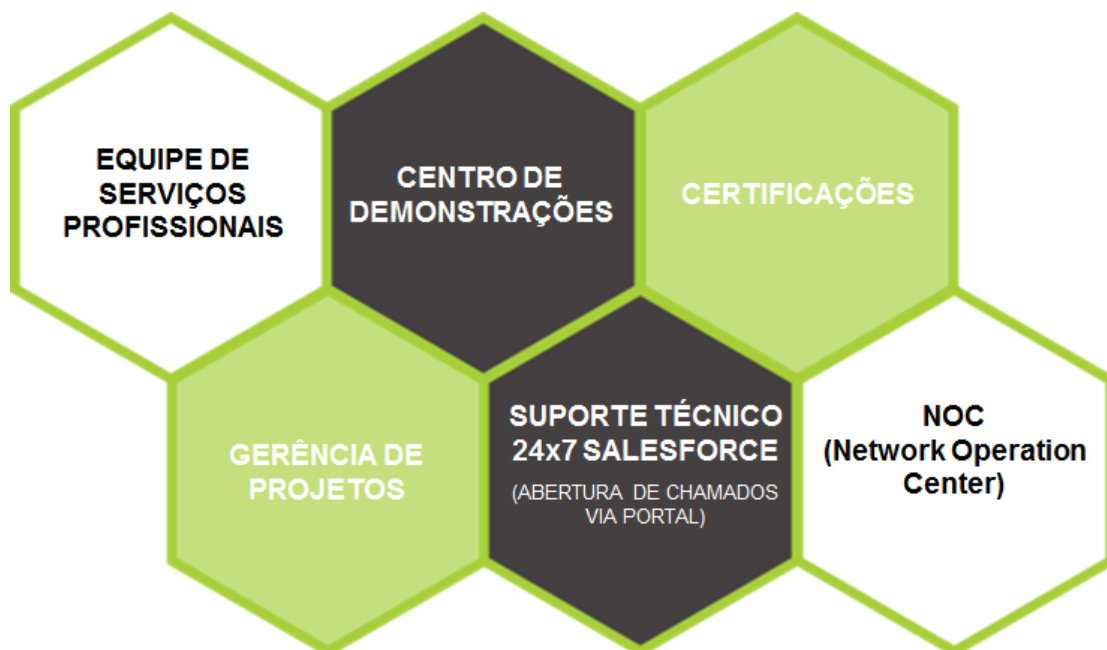 EQUIPE DE
SERVIÇOS
PROFISSIONAIS
CENTRO DE
DEMONSTRAÇÕES
CERTIFICAÇÕES
GERÊNCIA DE
PROJETOS
SUPORTE TÉCNICO
24x7 SALESFORCE
(ABERTURA DE CHAMADOS
VIA PORTAL)
NOC
(Network Operation
Center)